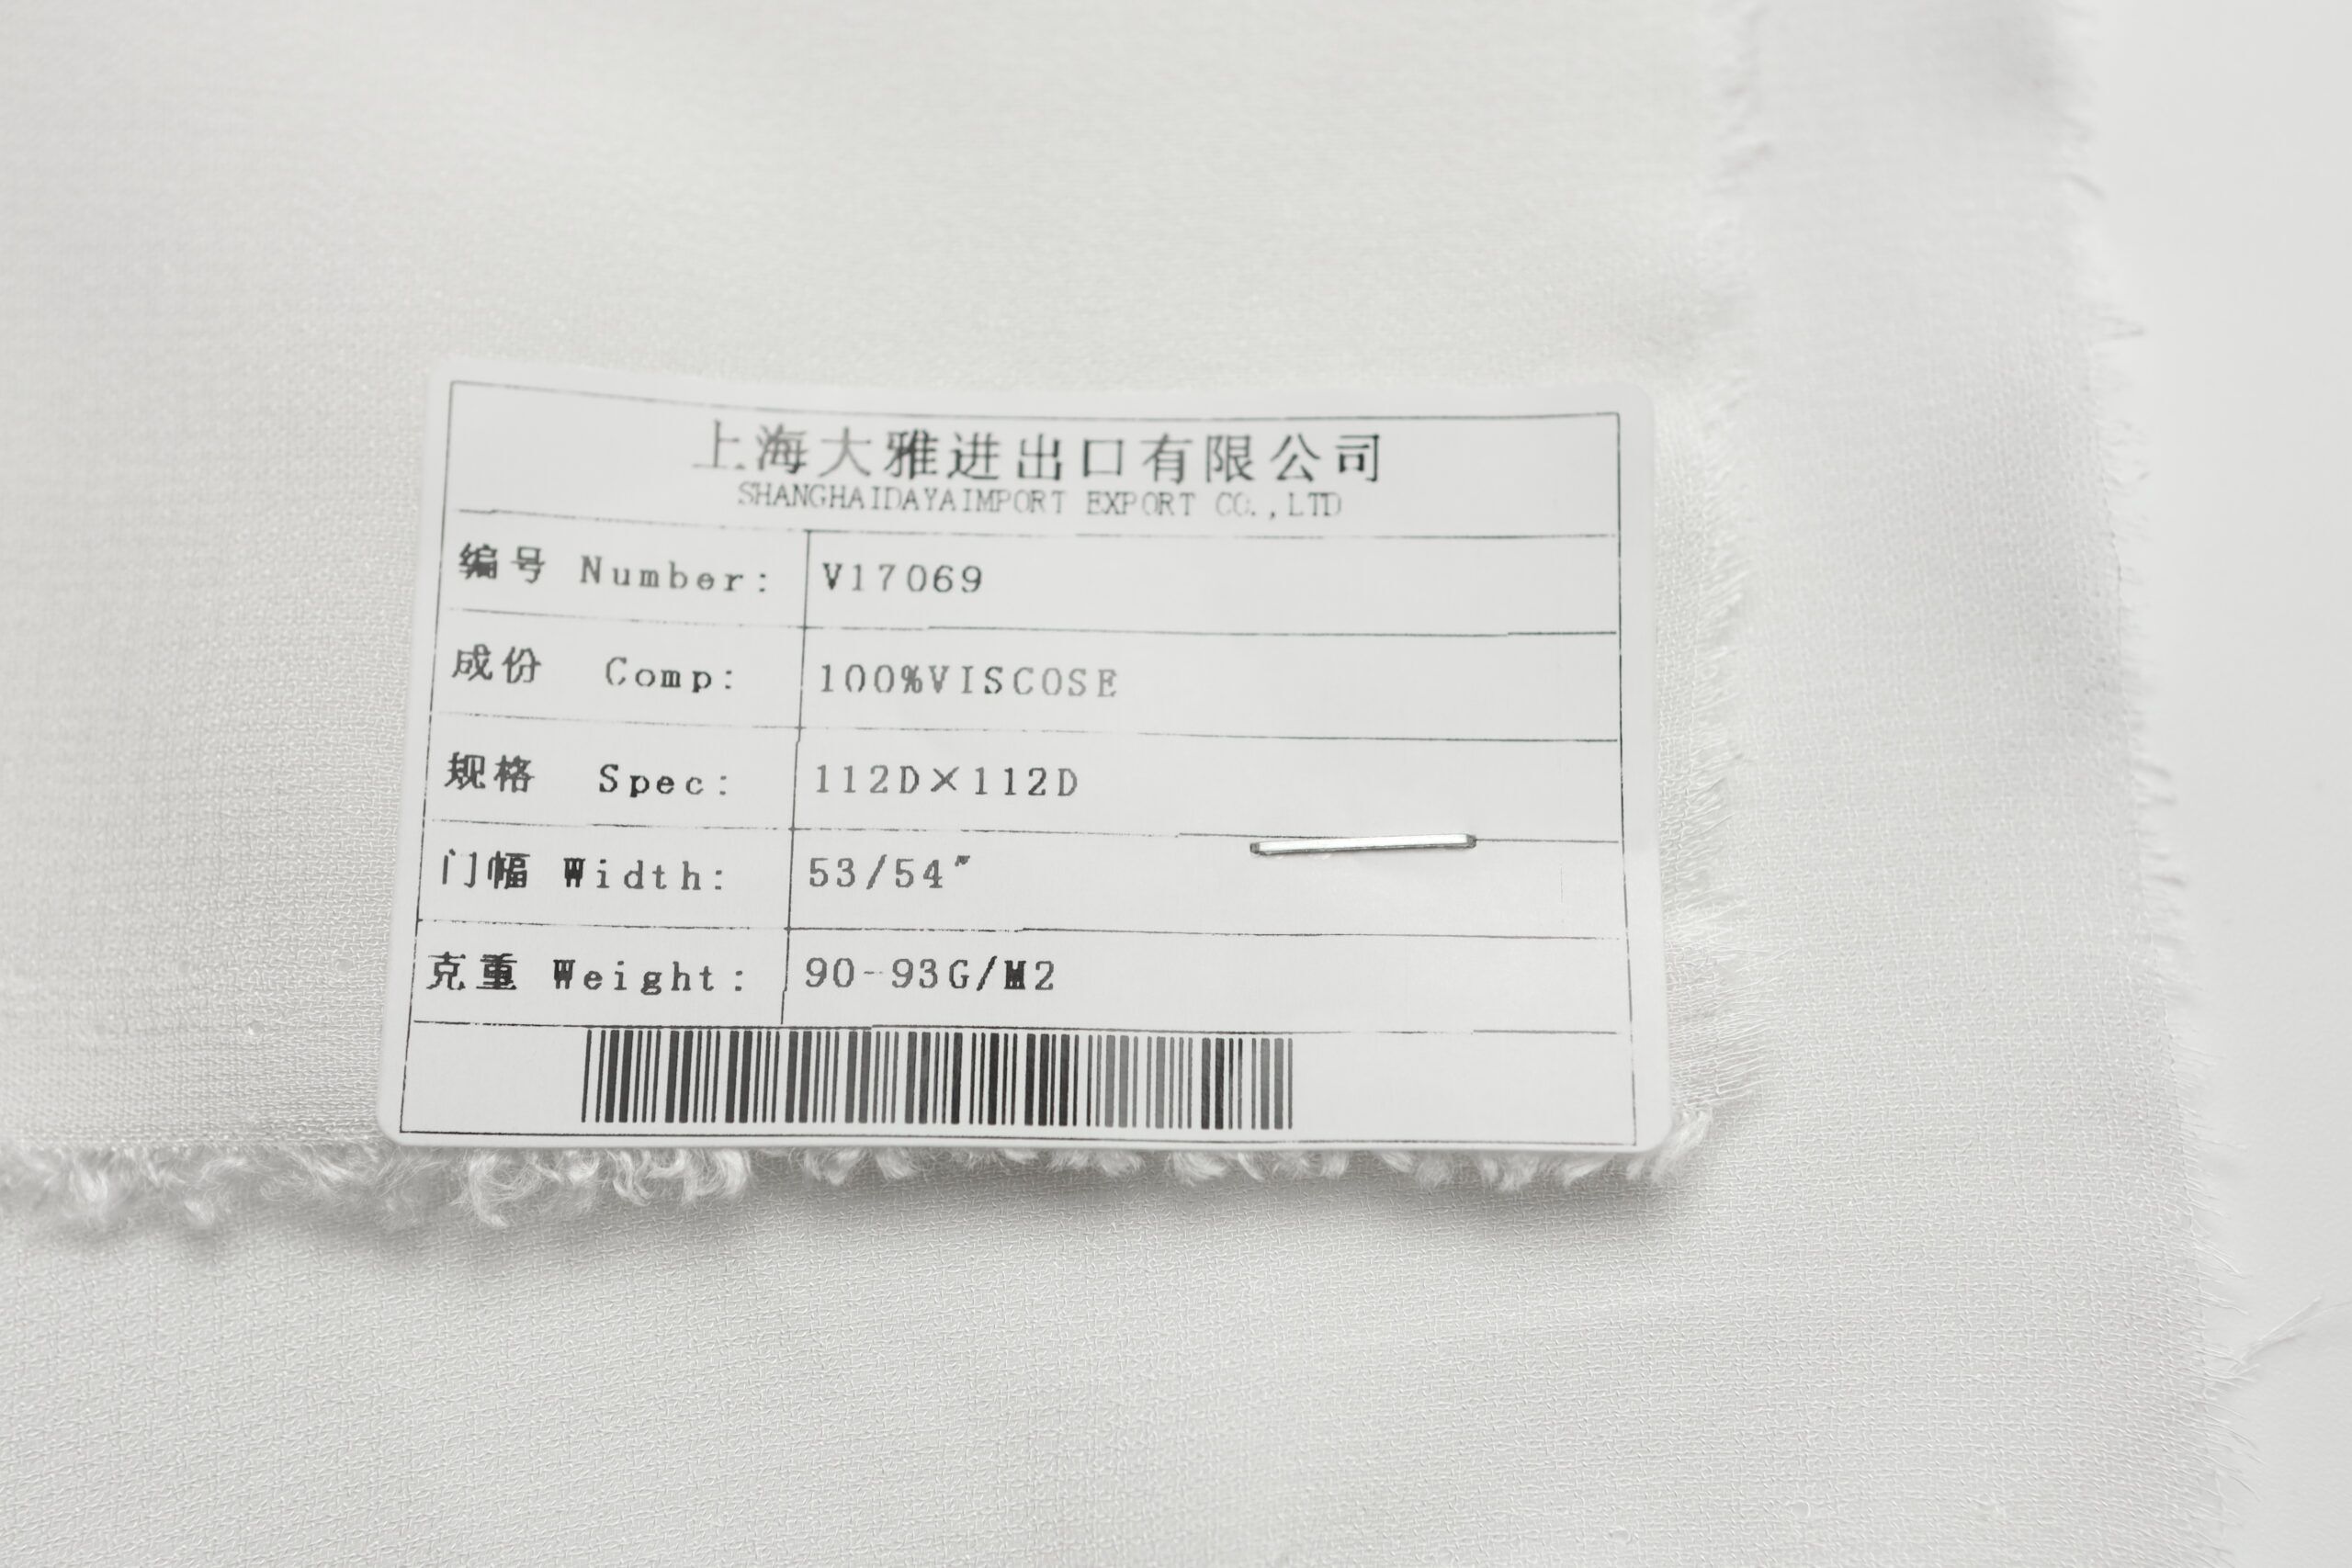 上海大雅进出口有限公司
SHANGHAIDAYAIMPORT EXPORT CO.,LTD
编号 Number: V17069
成份 Comp: 100%VISCOSE
规格 Spec: 112D×112D
门幅 Width: 53/54"
克重 Weight: 90-93G/M2